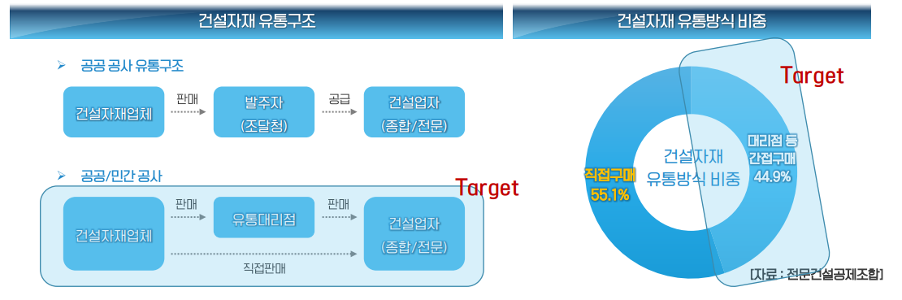 건설자재 유통구조
➢ 공공 공사 유통구조
건설자재업체
판매
발주자
(조달청)
공급
건설업자
(종합/전문)
➢ 공공/민간 공사
Target
건설자재업체
판매
유통대리점
판매
건설업자
(종합/전문)
직접판매
건설자재 유통방식 비중
Target
직접구매
55.1%
건설자재
유통방식 비중
대리점 등
간접구매
44.9%
[자료 : 전문건설공제조합]